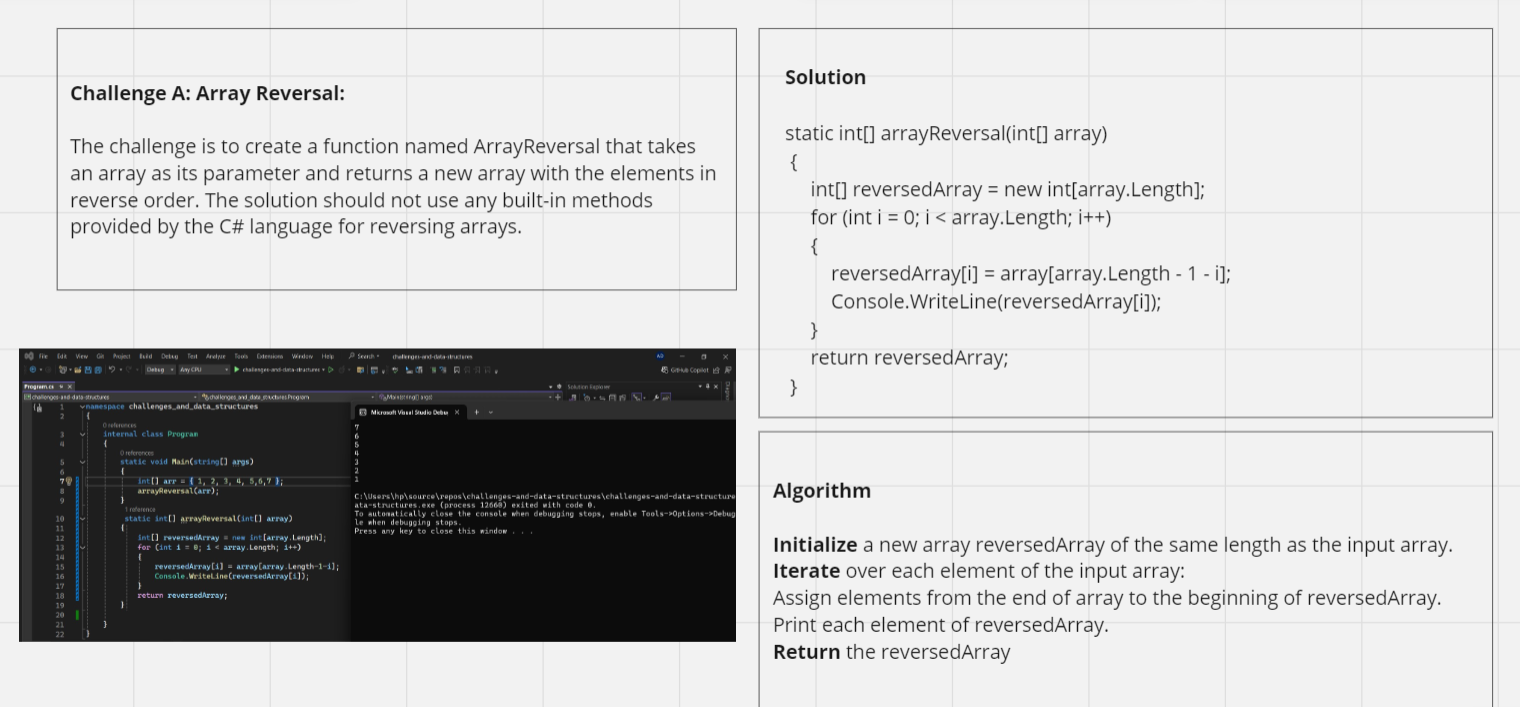 Challenge A: Array Reversal:
The challenge is to create a function named ArrayReversal that takes
an array as its parameter and returns a new array with the elements in
reverse order. The solution should not use any built-in methods
provided by the C# language for reversing arrays.
Solution
static int[] arrayReversal(int[] array)
{
int[] reversedArray = new int[array.Length];
for (int i = 0; i < array.Length; i++)
{
reversedArray[i] = array[array.Length - 1 - i];
Console.WriteLine(reversedArray[i]);
}
return reversedArray;
}
File Edit View Git Project Build Debug Test Analyze Tools Extensions Window Help Search challenges-and-data-structures
Debug Any CPU challenges-and-data-structures GitHub Copilot
Program.cs Solution Explorer
challenges-and-data-structures challenges_and_data_structures.Program Main(string[] args)
1 namespace challenges_and_data_structures
2 {
0 references
3 internal class Program
4 {
0 references
5 static void Main(string[] args)
6 {
7 int[] arr = { 1, 2, 3, 4, 5,6,7 };
8 arrayReversal(arr);
9 }
1 reference
10 static int[] arrayReversal(int[] array)
11 {
12 int[] reversedArray = new int[array.Length];
13 for (int i = 0; i < array.Length; i++)
14 {
15 reversedArray[i] = array[array.Length-1-i];
16 Console.WriteLine(reversedArray[i]);
17 }
18 return reversedArray;
19 }
20
21 }
22 }
Microsoft Visual Studio Debug
7
6
5
4
3
2
1
C:\Users\hp\source\repos\challenges-and-data-structures\challenges-and-data-structure
ata-structures.exe (process 12660) exited with code 0.
To automatically close the console when debugging stops, enable Tools->Options->Debug
le when debugging stops.
Press any key to close this window . . .
Algorithm
Initialize a new array reversedArray of the same length as the input array.
Iterate over each element of the input array:
Assign elements from the end of array to the beginning of reversedArray.
Print each element of reversedArray.
Return the reversedArray